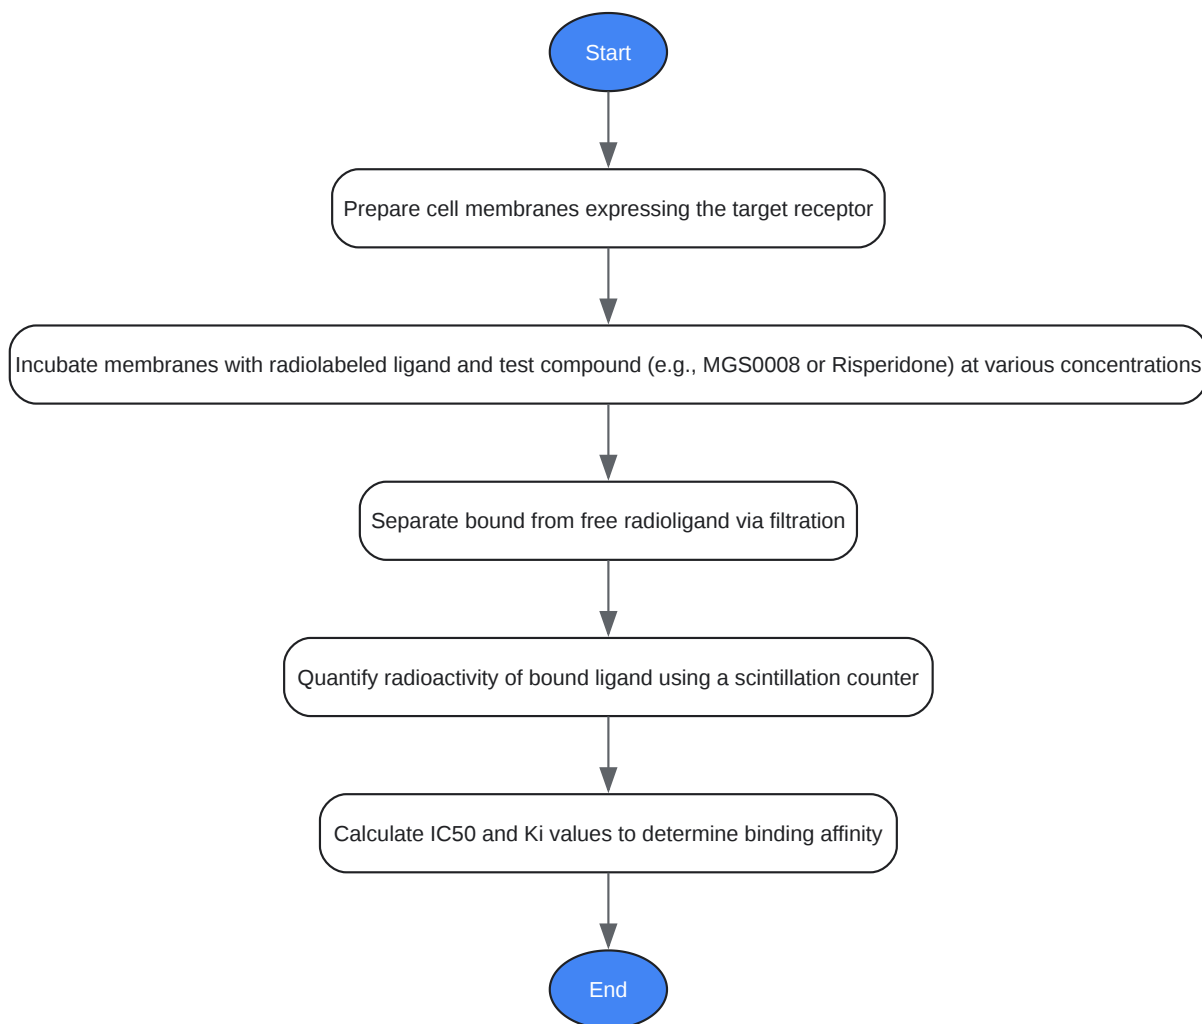 Start
Prepare cell membranes expressing the target receptor
Incubate membranes with radiolabeled ligand and test compound (e.g., MGS0008 or Risperidone) at various concentrations
Separate bound from free radioligand via filtration
Quantify radioactivity of bound ligand using a scintillation counter
Calculate IC50 and Ki values to determine binding affinity
End